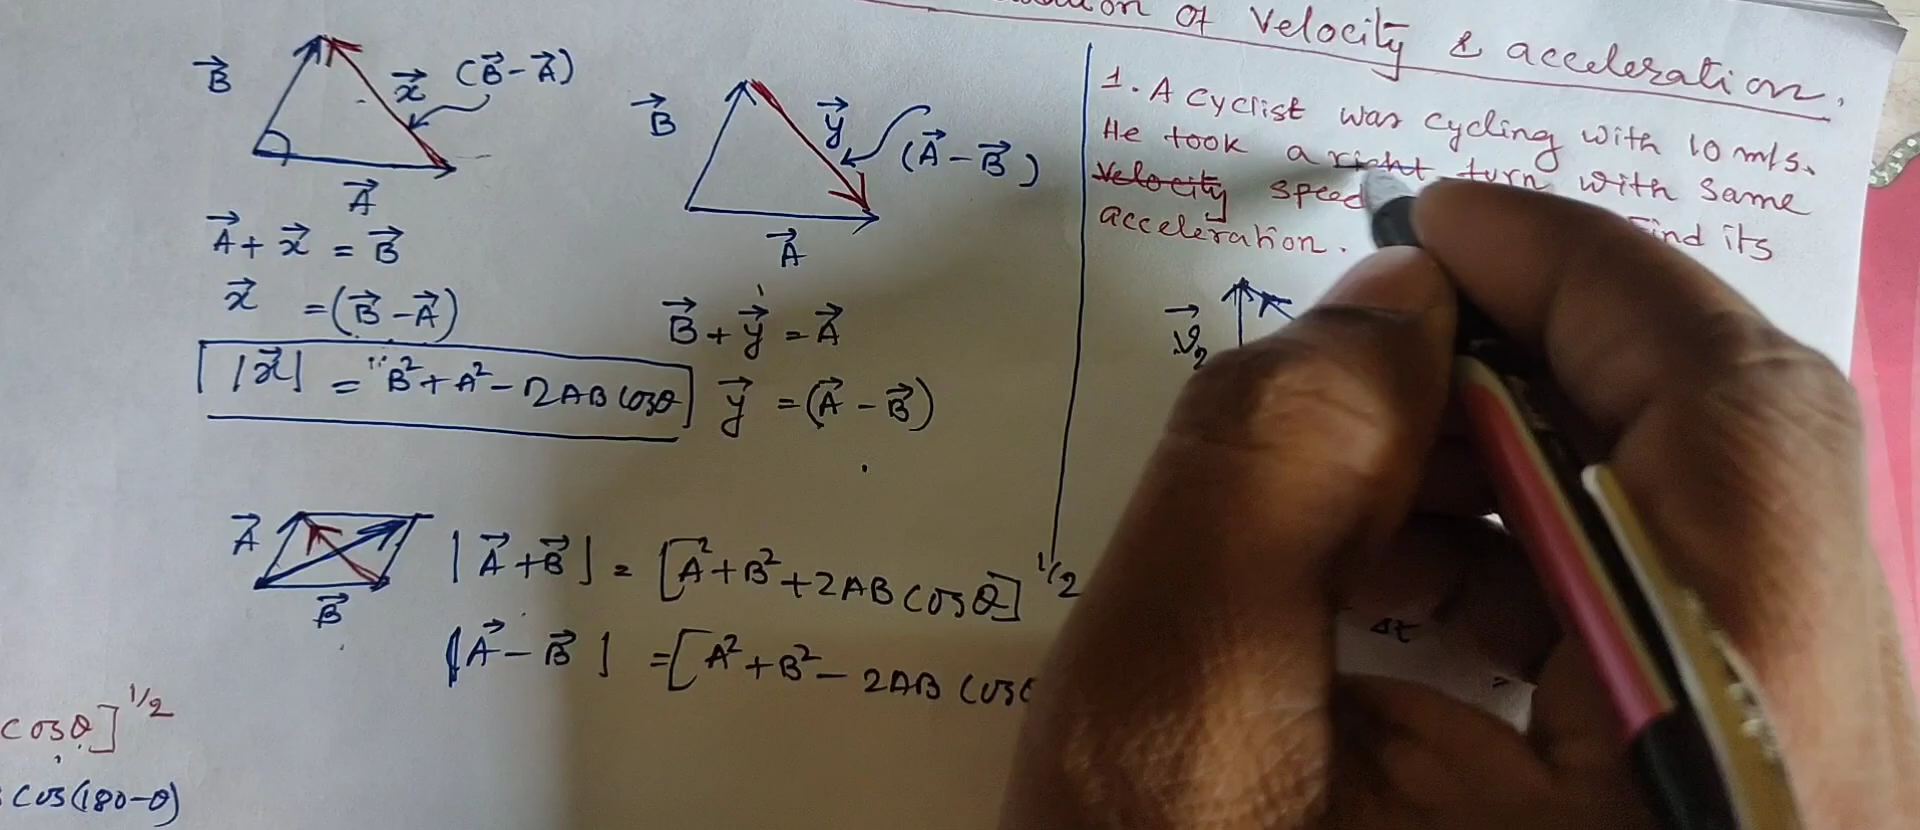 of Velocity & acceleration.
B⃗
x⃗ (B⃗ - A⃗)
A⃗
A⃗ + x⃗ = B⃗
x⃗ = (B⃗ - A⃗)
|x⃗| = B² + A² - 2AB cosθ
B⃗
y⃗
(A⃗ - B⃗)
A⃗
B⃗ + y⃗ = A⃗
y⃗ = (A⃗ - B⃗)
A⃗
B⃗
|A⃗ + B⃗| = [A² + B² + 2AB cosθ]^1/2
|A⃗ - B⃗| = [A² + B² - 2AB
cosθ]^1/2
cos(180-θ)
1. A cyclist was cycling with 10 m/s.
He took a right turn with same
Velocity speed
find its
acceleration.
v⃗₂
Δt